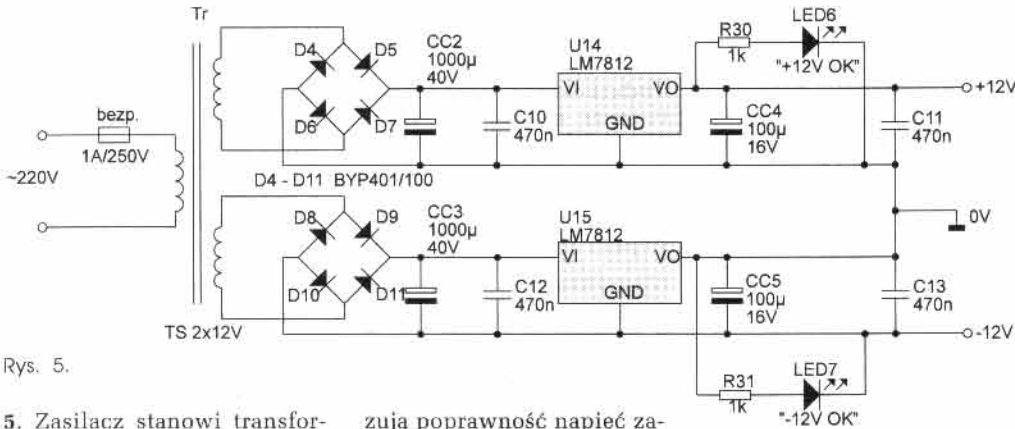 Tr
D4
D5
D6
D7
CC2
1000µ
40V
C10
470n
U14
LM7812
VI
VO
GND
R30
1k
LED6
"+12V OK"
CC4
100µ
16V
C11
470n
+12V
bezp.
1A/250V
~220V
D4 - D11 BYP401/100
0V
D8
D9
D10
D11
CC3
1000µ
40V
C12
470n
U15
LM7812
VI
VO
GND
CC5
100µ
16V
C13
470n
-12V
TS 2x12V
R31
1k
LED7
"-12V OK"
Rys. 5.
5. Zasilacz stanowi transfor-
zują poprawność napięć za-